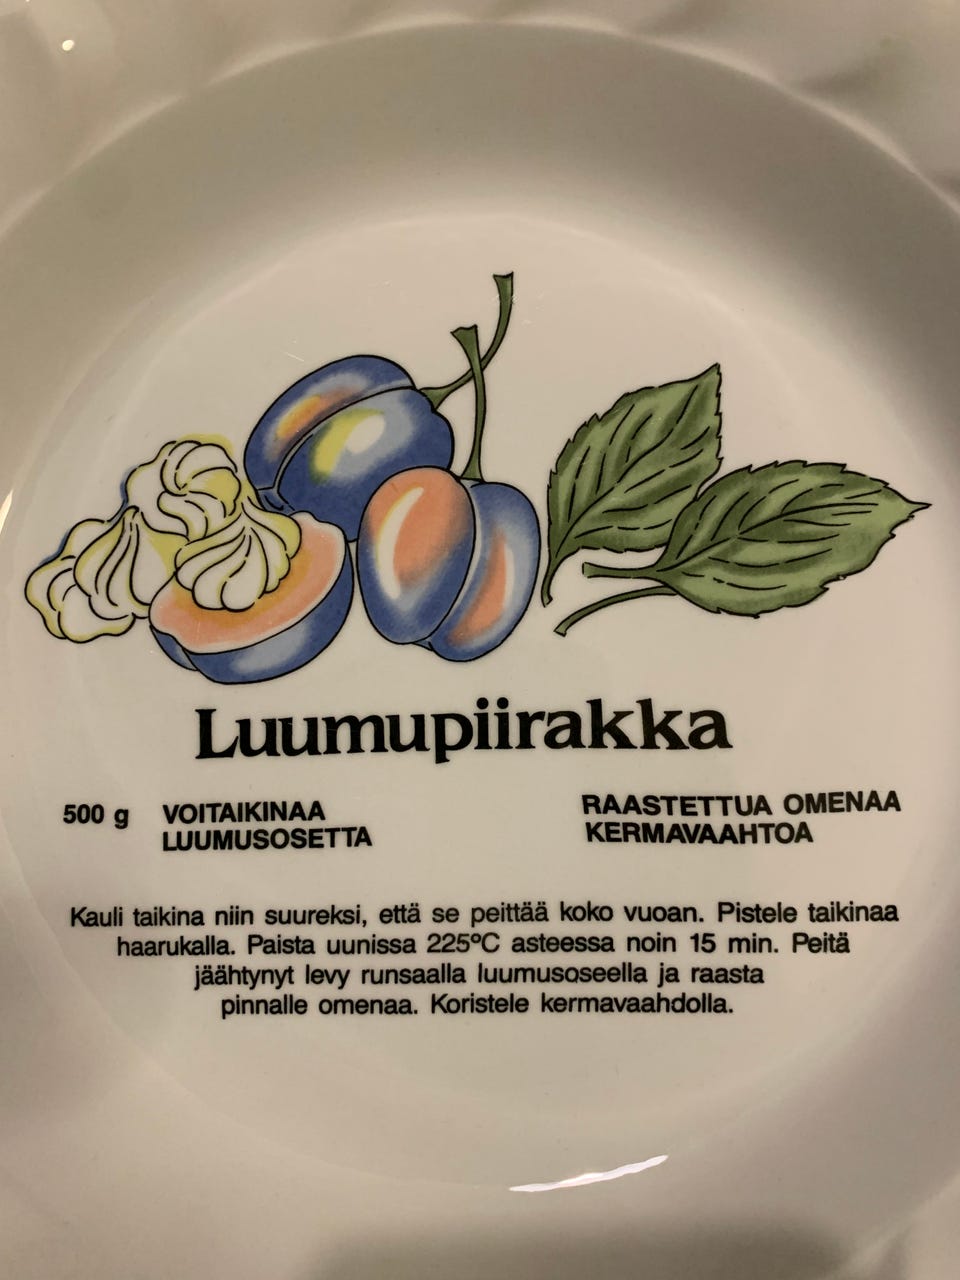 Luumupiirakka
500 g VOITAIKINAA
LUUMUSOSETTA
RAASTETTUA OMENAA
KERMAVAAHTOA
Kauli taikina niin suureksi, että se peittää koko vuoan. Pistele taikinaa
haarukalla. Paista uunissa 225ºC asteessa noin 15 min. Peitä
jäähtynyt levy runsaalla luumusoseella ja raasta
pinnalle omenaa. Koristele kermavaahdolla.